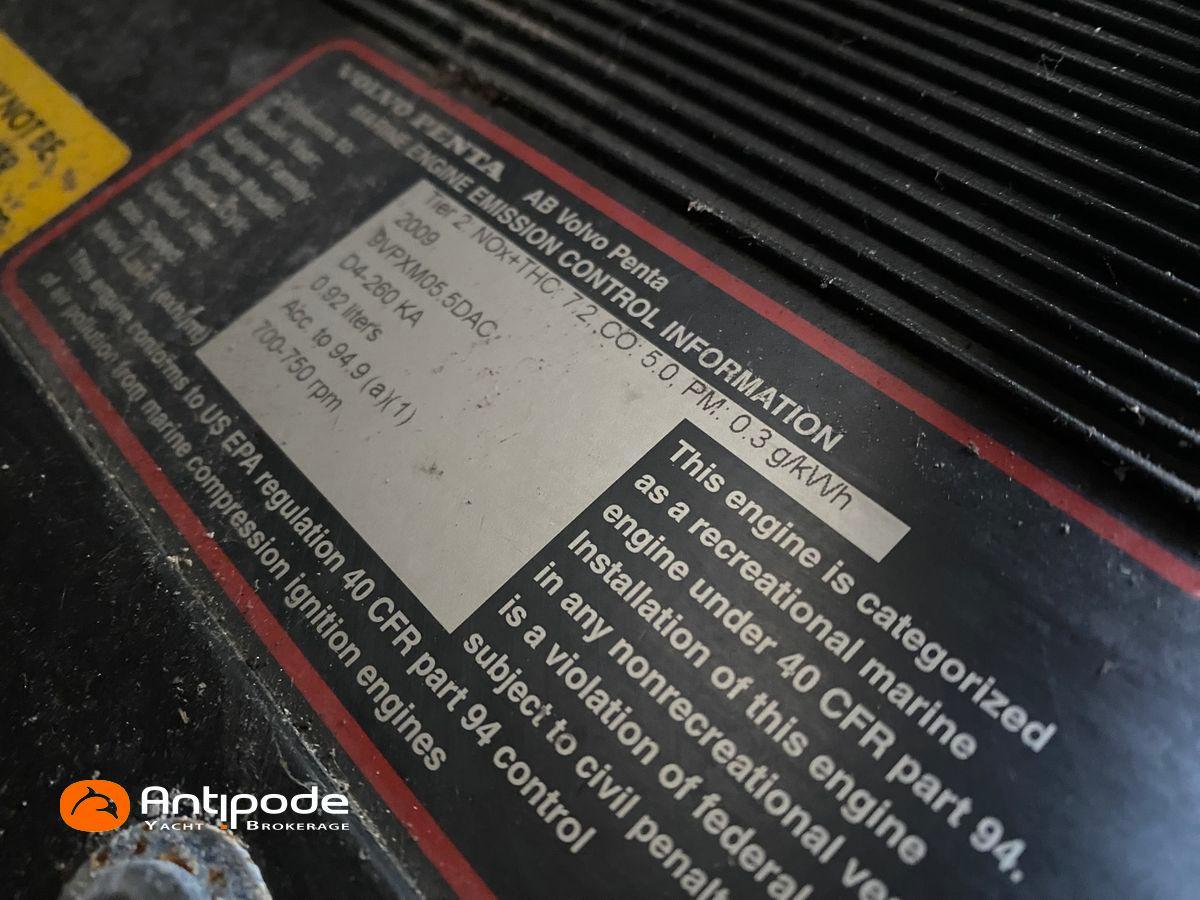 Y NOT BE
VOLVO PENTA AB Volvo Penta
MARINE ENGINE EMISSION CONTROL INFORMATION
Tier 2 NOx+THC: 7.2, CO: 5.0, PM: 0.3 g/kWh
2009
9VPXM05.5DAC,
D4-260 KA
0.92 liters
Acc. to 94.9 (a)(1)
700-750 rpm
This engine conforms to US EPA regulation 40 CFR part 94 control
of air pollution from marine compression ignition engines
This engine is categorized
as a recreational marine
engine under 40 CFR part 94.
Installation of this engine
in any nonrecreational ve
is a violation of federal
subject to civil penalt
Antipode
YACHT BROKERAGE